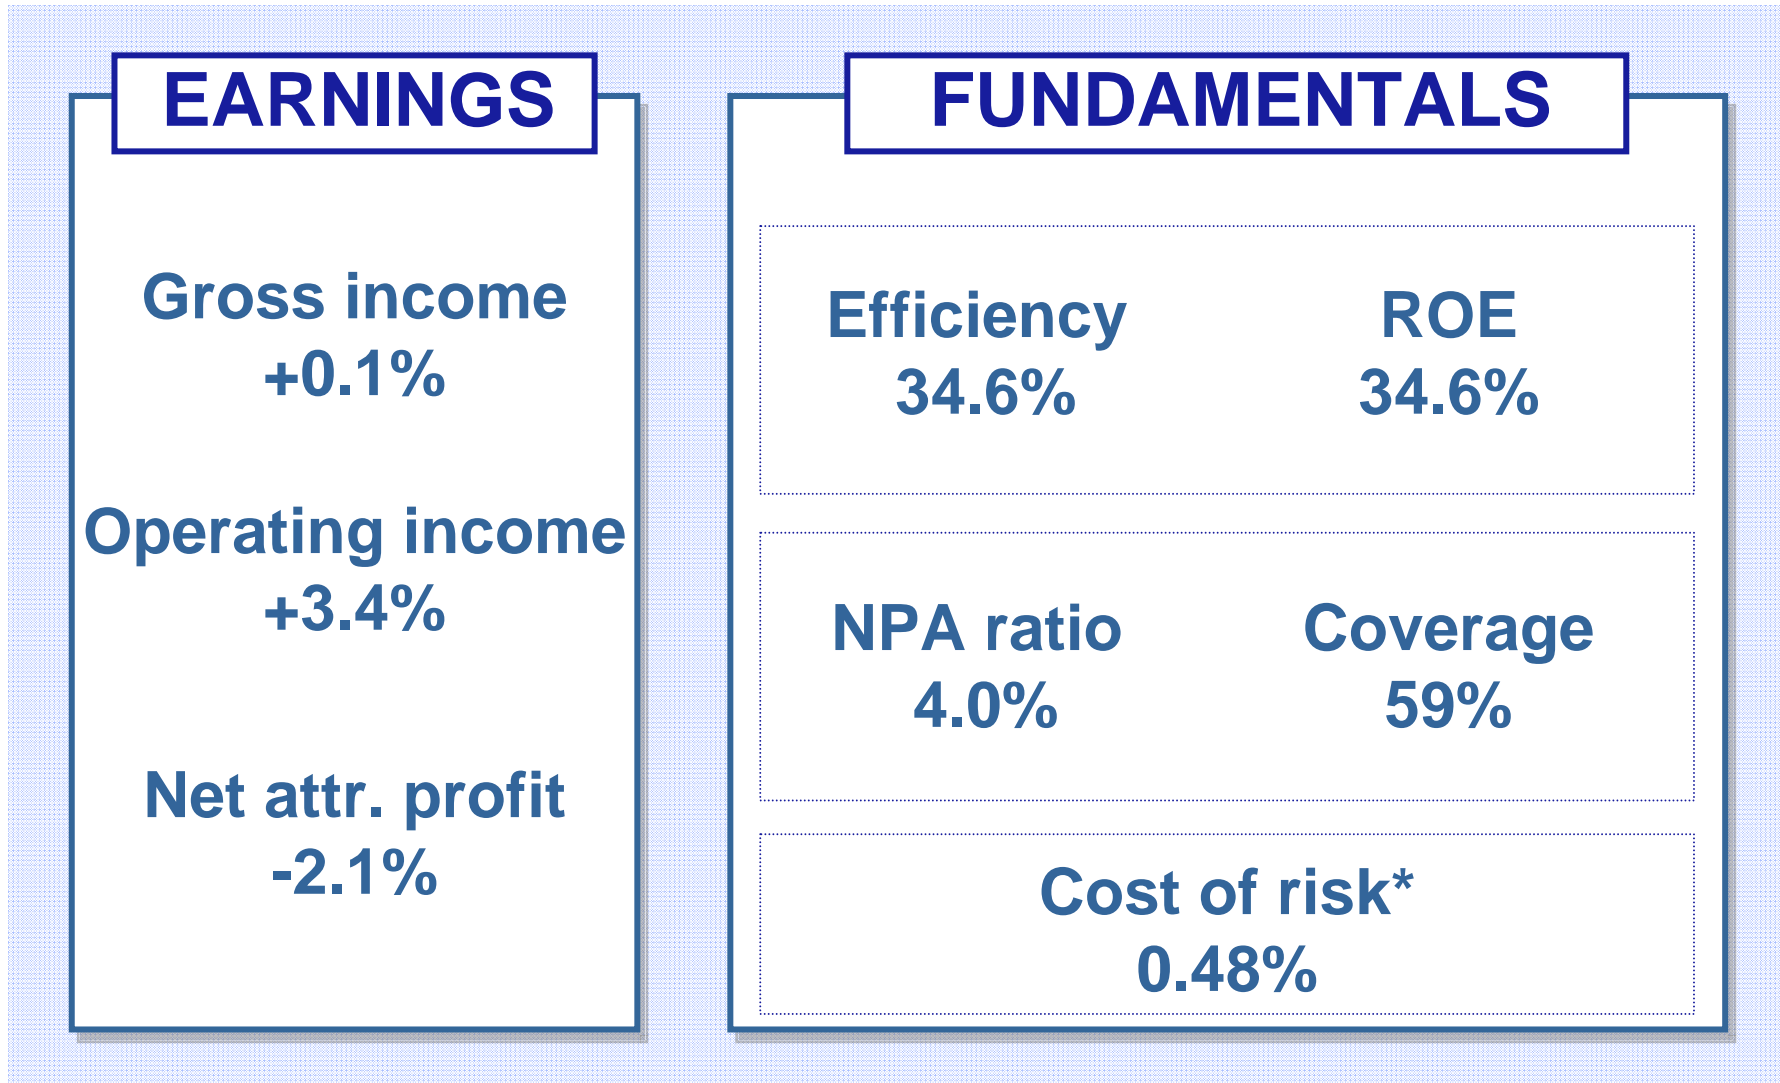 EARNINGS
Gross income
+0.1%
Operating income
+3.4%
Net attr. profit
-2.1%
FUNDAMENTALS
Efficiency ROE
34.6% 34.6%
NPA ratio Coverage
4.0% 59%
Cost of risk*
0.48%